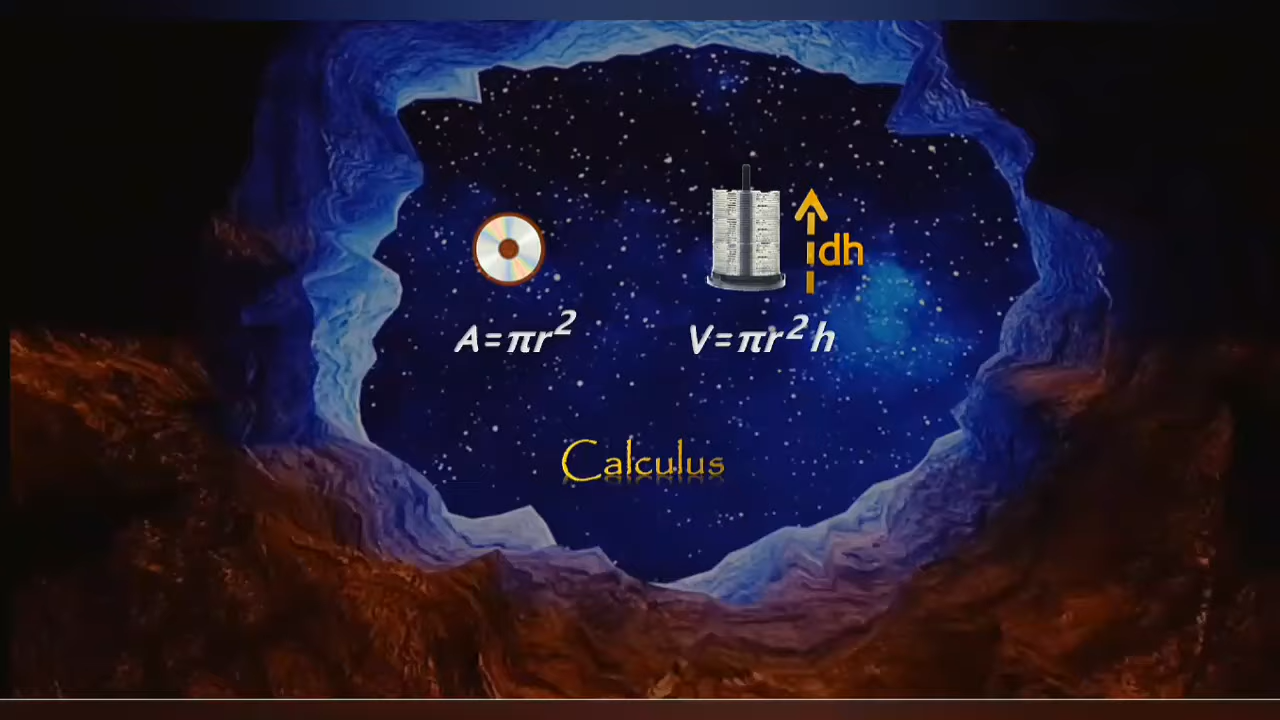 dh
A=πr²
V=πr²h
Calculus